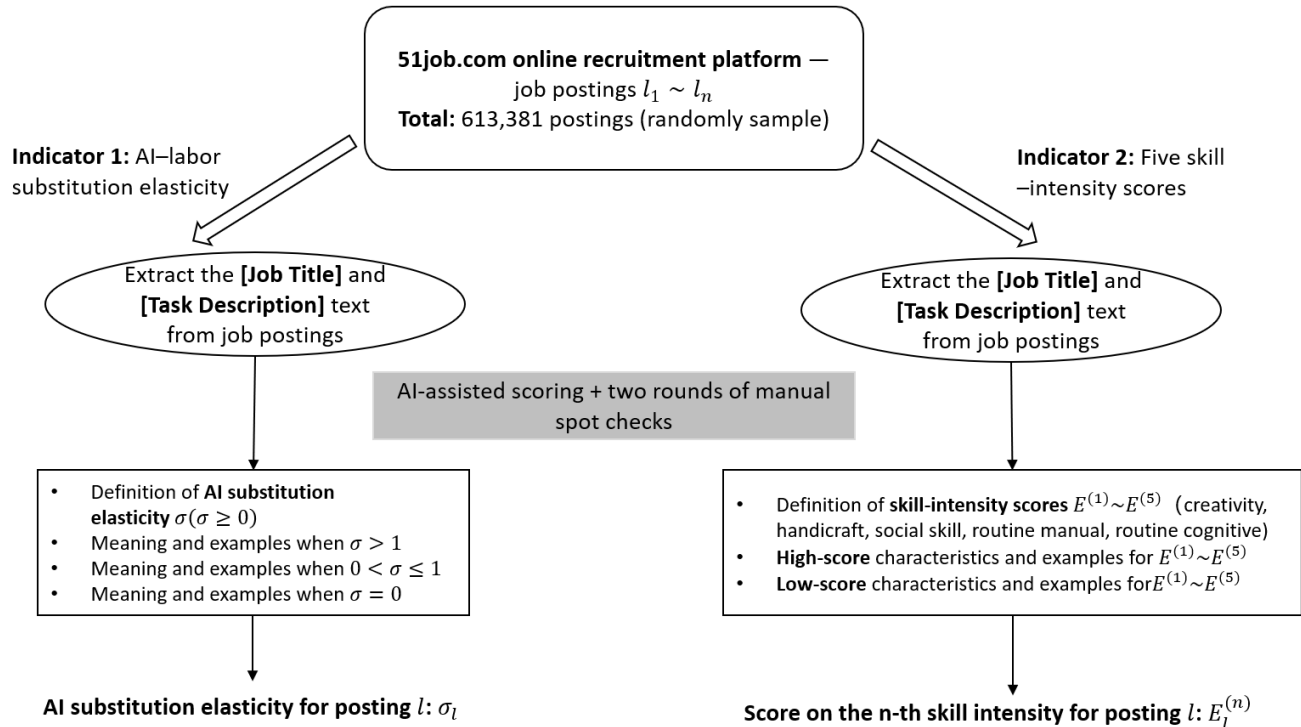 51job.com online recruitment platform —
job postings l₁ ~ lₙ
Total: 613,381 postings (randomly sample)
Indicator 1: AI–labor
substitution elasticity
Indicator 2: Five skill
–intensity scores
Extract the [Job Title] and
[Task Description] text
from job postings
Extract the [Job Title] and
[Task Description] text
from job postings
AI-assisted scoring + two rounds of manual
spot checks
• Definition of AI substitution
elasticity σ(σ ≥ 0)
• Meaning and examples when σ > 1
• Meaning and examples when 0 < σ ≤ 1
• Meaning and examples when σ = 0
• Definition of skill-intensity scores E⁽¹⁾~E⁽⁵⁾ (creativity,
handicraft, social skill, routine manual, routine cognitive)
• High-score characteristics and examples for E⁽¹⁾~E⁽⁵⁾
• Low-score characteristics and examples forE⁽¹⁾~E⁽⁵⁾
AI substitution elasticity for posting l: σₗ
Score on the n-th skill intensity for posting l: Eₗ⁽ⁿ⁾